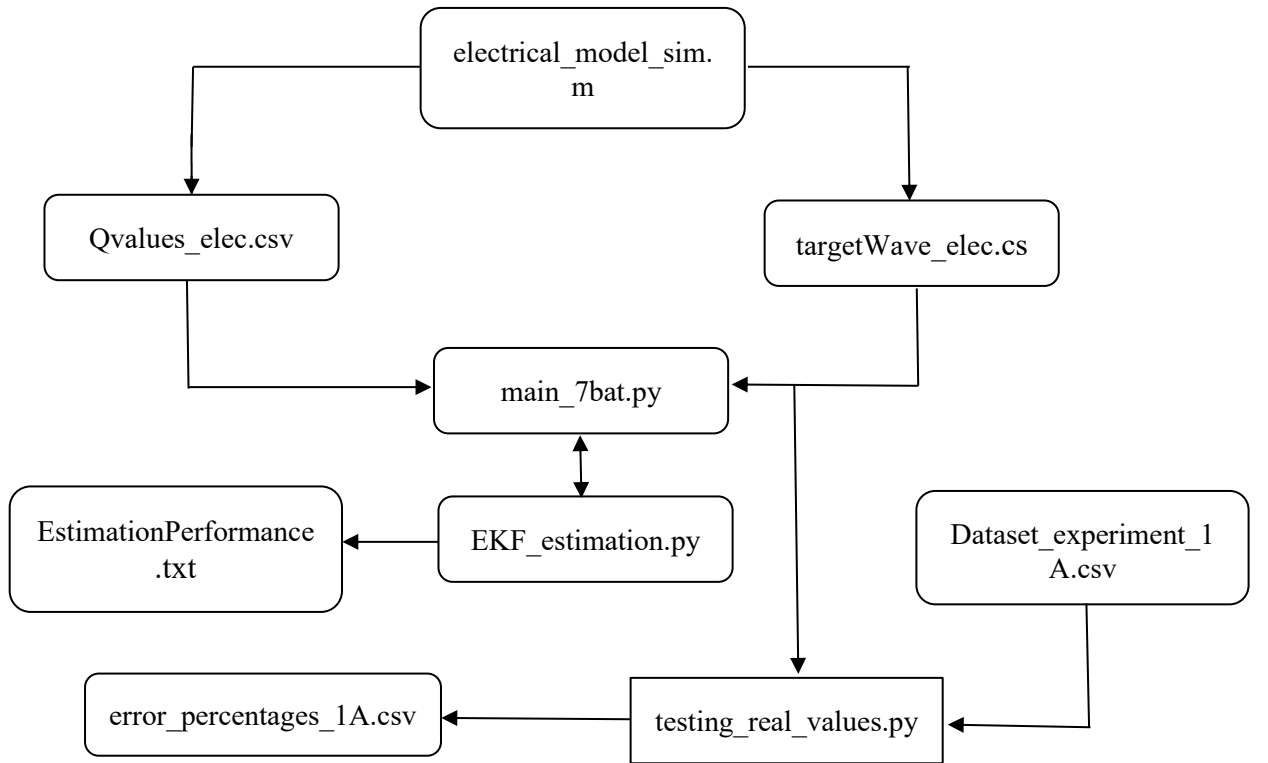 electrical_model_sim.
m
Qvalues_elec.csv
targetWave_elec.cs
main_7bat.py
EstimationPerformance
.txt
EKF_estimation.py
Dataset_experiment_1
A.csv
error_percentages_1A.csv
testing_real_values.py